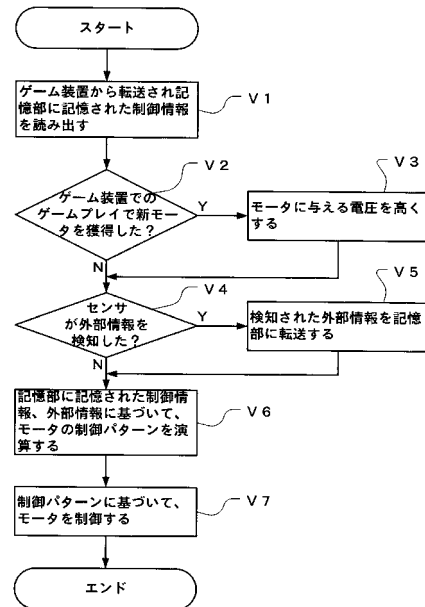 スタート
ゲーム装置から転送され記
憶部に記憶された制御情報
を読み出す
V1
V2
ゲーム装置での
ゲームプレイで新モー
タを獲得した？
Y
V3
モータに与える電圧を高く
する
N
V4
センサ
が外部情報を
検知した？
Y
V5
検知された外部情報を記憶
部に転送する
N
記憶部に記憶された制御情
報、外部情報に基づいて、
モータの制御パターンを演
算する
V6
制御パターンに基づいて、
モータを制御する
V7
エンド